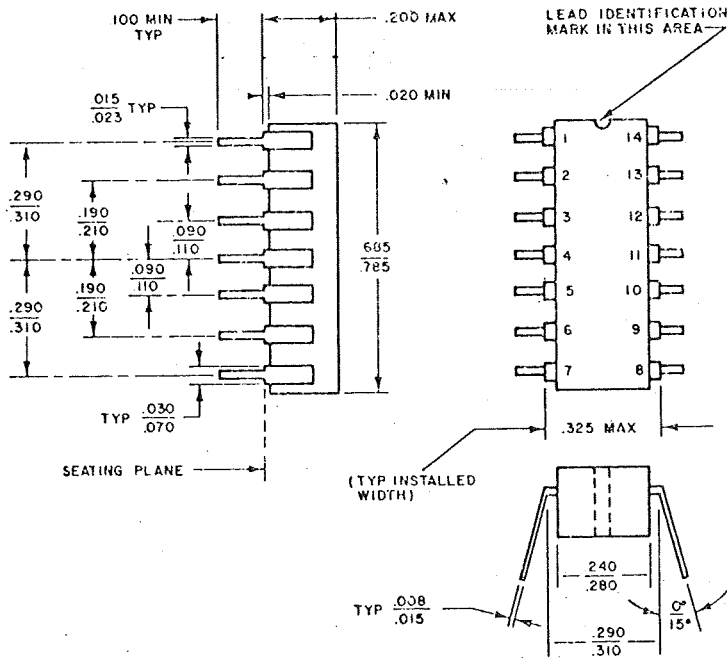 .100 MIN
TYP
.200 MAX
LEAD IDENTIFICATION
MARK IN THIS AREA
.020 MIN
.015
.023
TYP
.290
.310
.190
.210
.090
.110
.090
.110
.190
.210
.290
.310
.685
.785
TYP
.030
.070
SEATING PLANE
1 14
2 13
3 12
4 11
5 10
6 9
7 8
.325 MAX
(TYP INSTALLED
WIDTH)
.240
.280
TYP
.008
.015
0°
15°
.290
.310